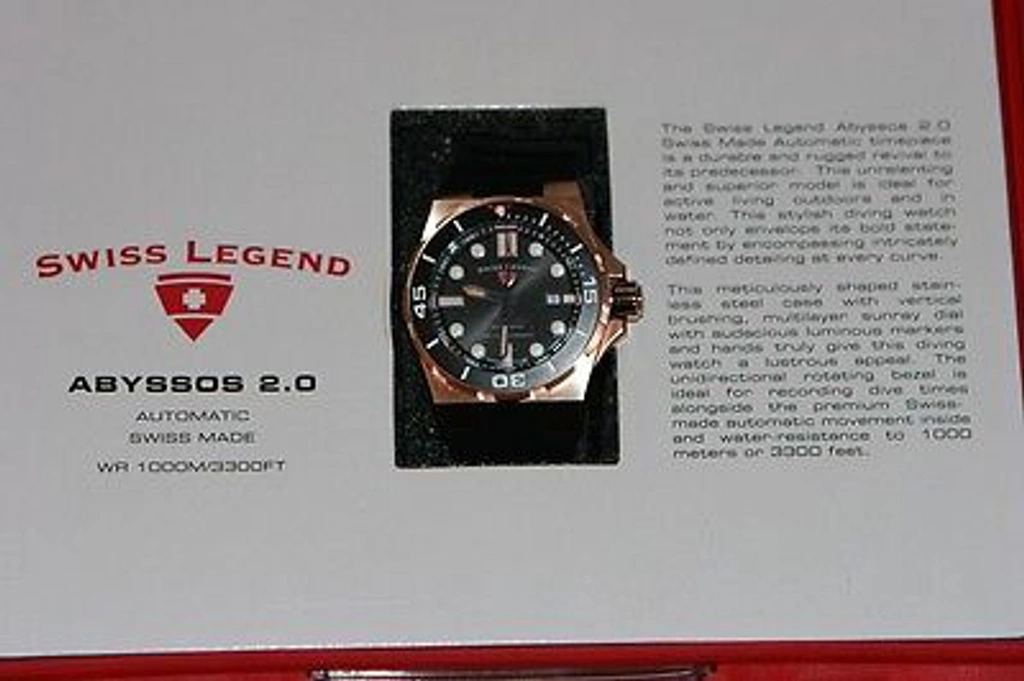 SWISS LEGEND
ABYSSOS 2.0
AUTOMATIC
SWISS MADE
WR 1000M/3300FT
SWISS LEGEND
45
15
30
The Swiss Legend Abyssos 2.0
Swiss Made Automatic timepiece
is a durable and rugged revival to
its predecessor. This unrelenting
and superior model is ideal for
active living outdoors and in
water. This stylish diving watch
not only envelops its bold state-
ment by encompassing intricately
defined detailing at every curve.
This meticulously shaped stain-
less steel case with vertical
brushing, multilayer sunray dial
with audacious luminous markers
and hands truly give this diving
watch a lustrous appeal. The
unidirectional rotating bezel is
ideal for recording dive times
alongside the premium Swiss-
made automatic movement inside
and water-resistance to 1000
meters or 3300 feet.